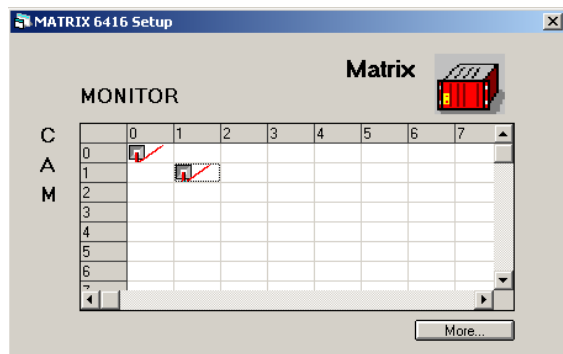 MATRIX 6416 Setup
Matrix
MONITOR
C
A
M
0 1 2 3 4 5 6 7
0
1
2
3
4
5
6
7
More...